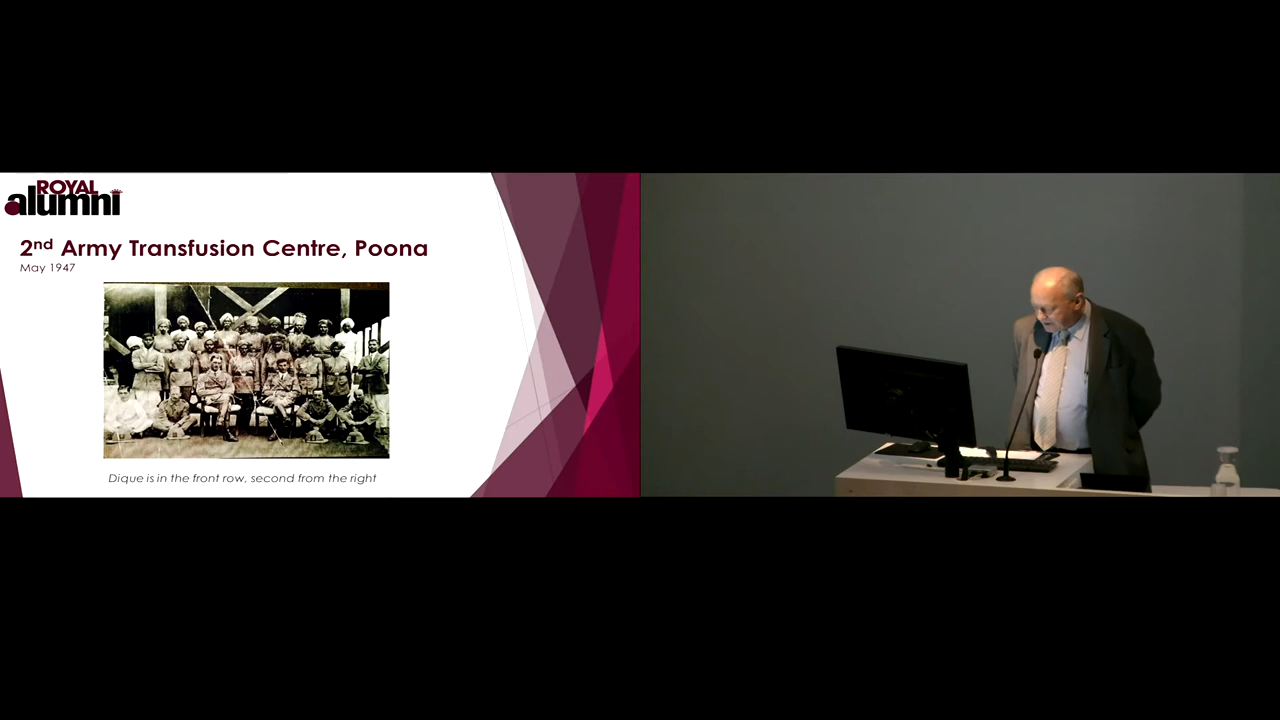 ROYAL
alumni
2nd Army Transfusion Centre, Poona
May 1947
Dique is in the front row, second from the right